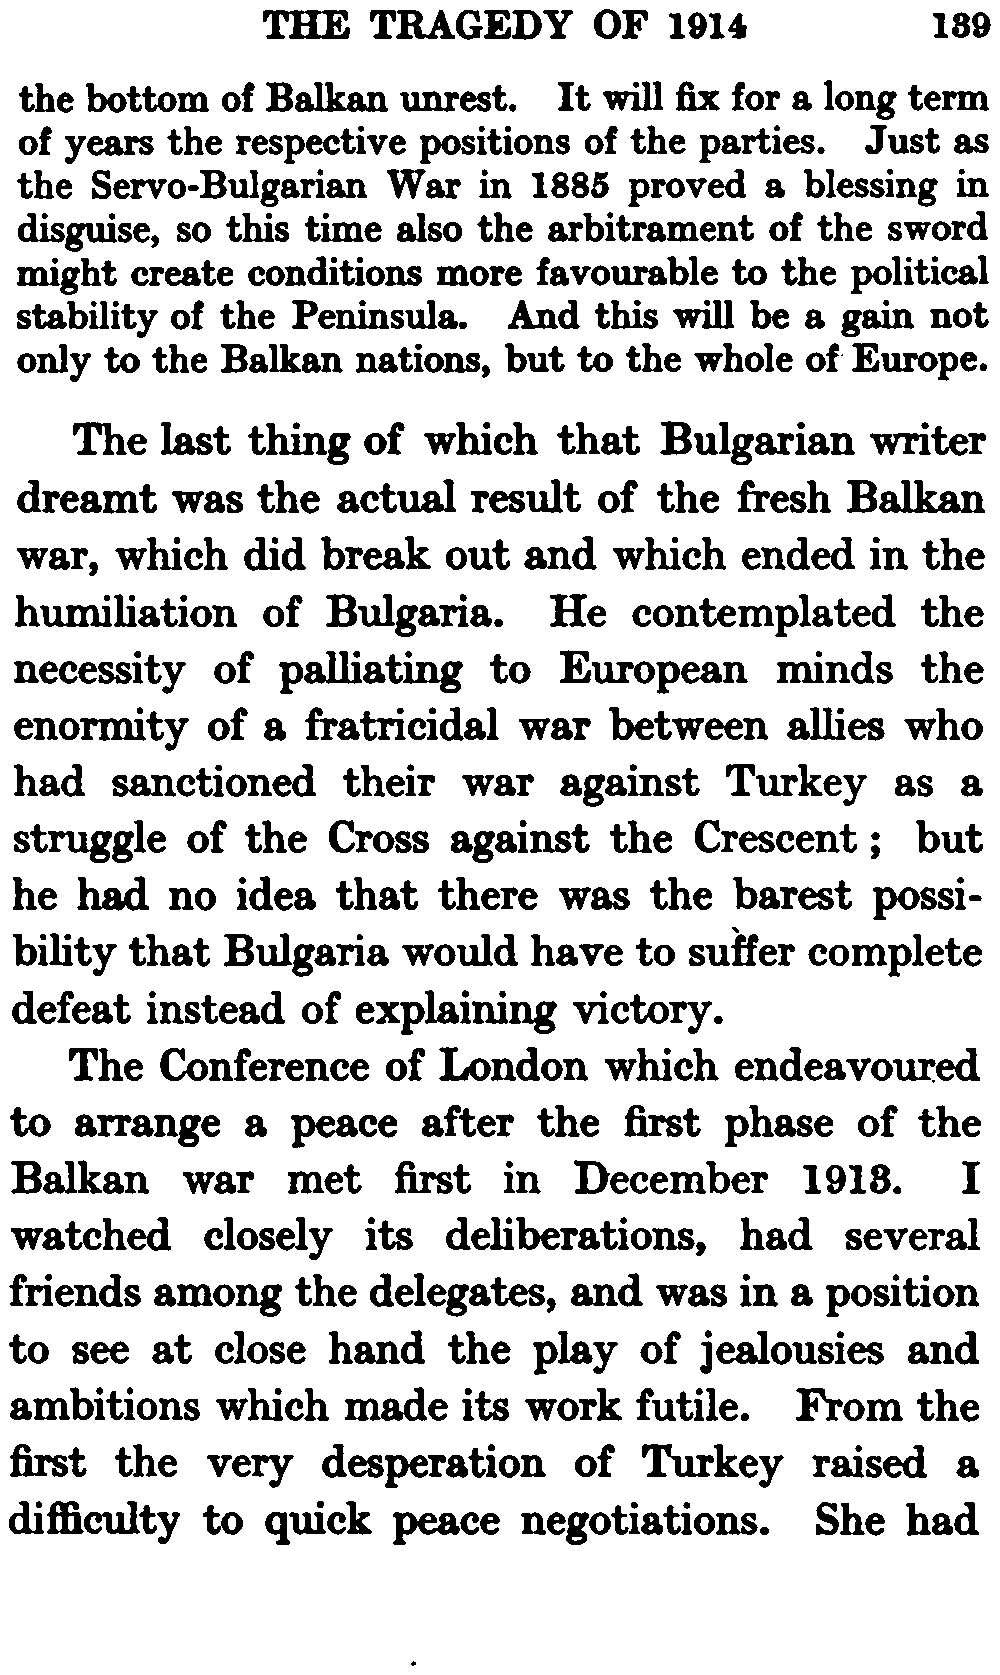 THE TRAGEDY OF 1914 139
the bottom of Balkan unrest. It will fix for a long term
of years the respective positions of the parties. Just as
the Servo-Bulgarian War in 1885 proved a blessing in
disguise, so this time also the arbitrament of the sword
might create conditions more favourable to the political
stability of the Peninsula. And this will be a gain not
only to the Balkan nations, but to the whole of Europe.
The last thing of which that Bulgarian writer
dreamt was the actual result of the fresh Balkan
war, which did break out and which ended in the
humiliation of Bulgaria. He contemplated the
necessity of palliating to European minds the
enormity of a fratricidal war between allies who
had sanctioned their war against Turkey as a
struggle of the Cross against the Crescent ; but
he had no idea that there was the barest possi-
bility that Bulgaria would have to suffer complete
defeat instead of explaining victory.
The Conference of London which endeavoured
to arrange a peace after the first phase of the
Balkan war met first in December 1913. I
watched closely its deliberations, had several
friends among the delegates, and was in a position
to see at close hand the play of jealousies and
ambitions which made its work futile. From the
first the very desperation of Turkey raised a
difficulty to quick peace negotiations. She had